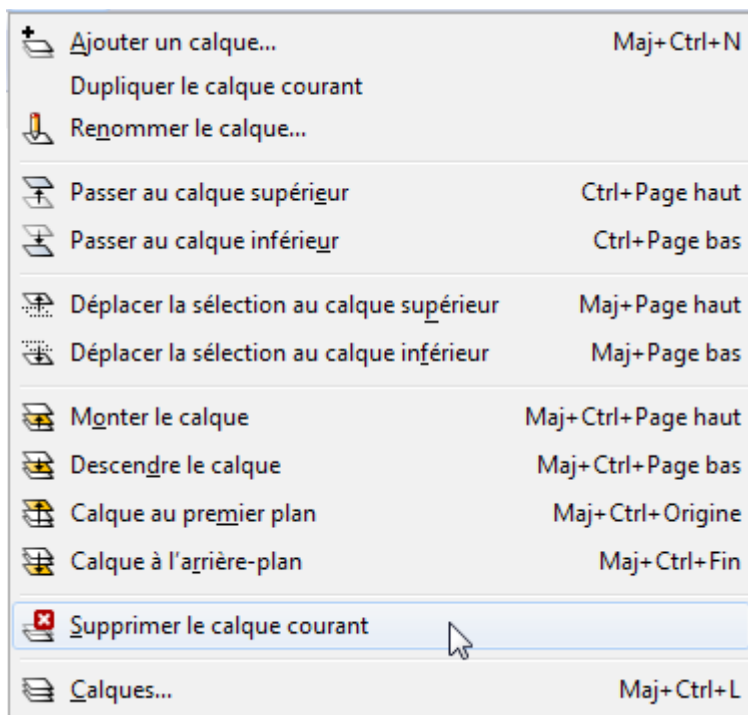 Ajouter un calque... Maj+Ctrl+N
Dupliquer le calque courant
Renommer le calque...
Passer au calque supérieur Ctrl+Page haut
Passer au calque inférieur Ctrl+Page bas
Déplacer la sélection au calque supérieur Maj+Page haut
Déplacer la sélection au calque inférieur Maj+Page bas
Monter le calque Maj+Ctrl+Page haut
Descendre le calque Maj+Ctrl+Page bas
Calque au premier plan Maj+Ctrl+Origine
Calque à l'arrière-plan Maj+Ctrl+Fin
Supprimer le calque courant
Calques... Maj+Ctrl+L